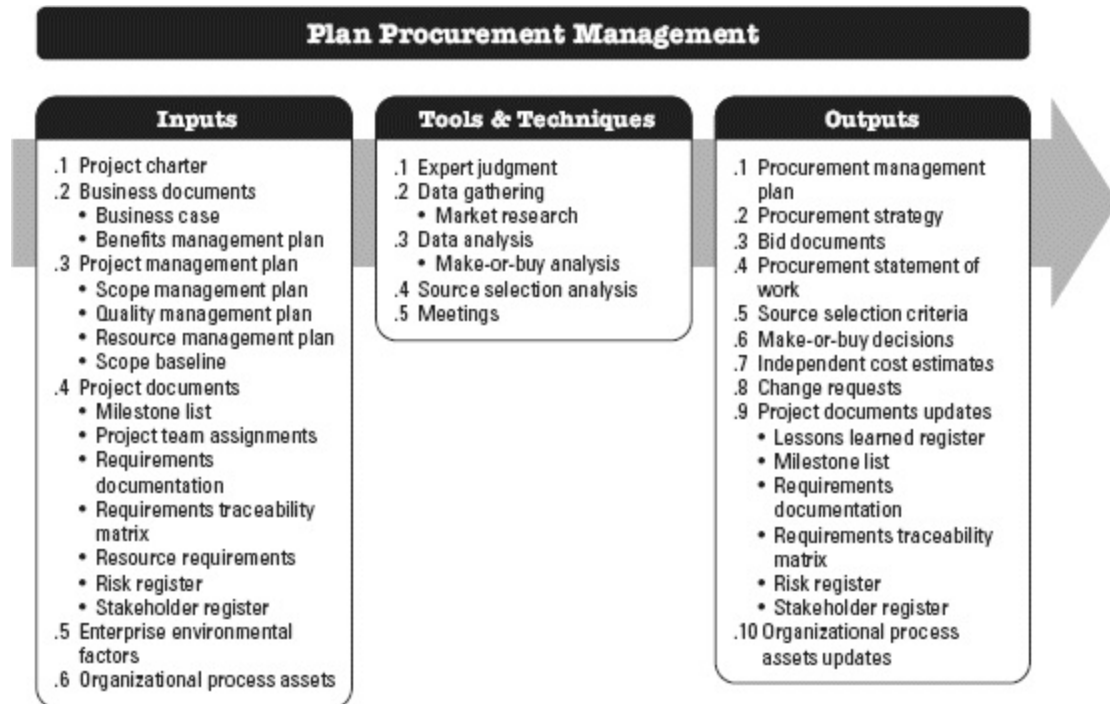 Plan Procurement Management
Inputs
.1 Project charter
.2 Business documents
• Business case
• Benefits management plan
.3 Project management plan
• Scope management plan
• Quality management plan
• Resource management plan
• Scope baseline
.4 Project documents
• Milestone list
• Project team assignments
• Requirements
documentation
• Requirements traceability
matrix
• Resource requirements
• Risk register
• Stakeholder register
.5 Enterprise environmental
factors
.6 Organizational process assets
Tools & Techniques
.1 Expert judgment
.2 Data gathering
• Market research
.3 Data analysis
• Make-or-buy analysis
.4 Source selection analysis
.5 Meetings
Outputs
.1 Procurement management
plan
.2 Procurement strategy
.3 Bid documents
.4 Procurement statement of
work
.5 Source selection criteria
.6 Make-or-buy decisions
.7 Independent cost estimates
.8 Change requests
.9 Project documents updates
• Lessons learned register
• Milestone list
• Requirements
documentation
• Requirements traceability
matrix
• Risk register
• Stakeholder register
.10 Organizational process
assets updates